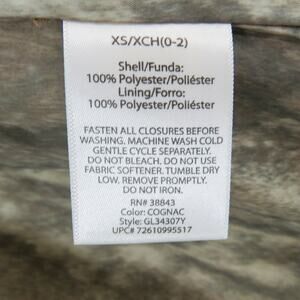 XS/XCH(0-2)
Shell/Funda:
100% Polyester/Poliéster
Lining/Forro:
100% Polyester/Poliéster
FASTEN ALL CLOSURES BEFORE
WASHING. MACHINE WASH COLD
GENTLE CYCLE SEPARATELY.
DO NOT BLEACH. DO NOT USE
FABRIC SOFTENER. TUMBLE DRY
LOW. REMOVE PROMPTLY.
DO NOT IRON.
RN# 38843
Color: COGNAC
Style: GL34307Y
UPC# 72610995517